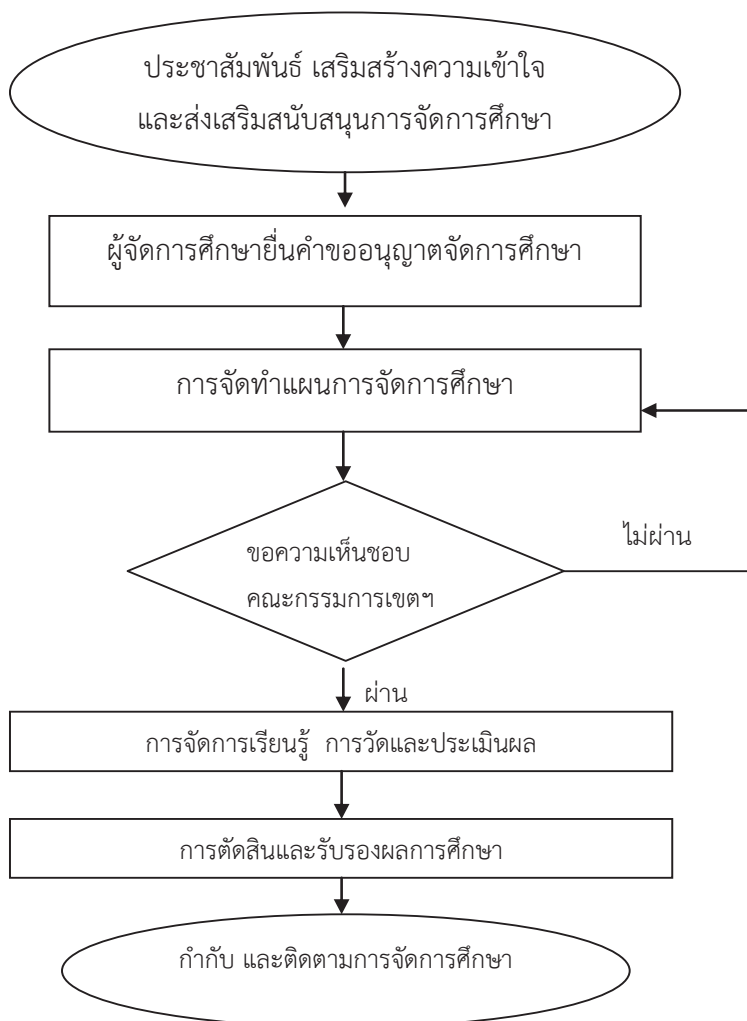 ประชาสัมพันธ์ เสริมสร้างความเข้าใจ
และส่งเสริมสนับสนุนการจัดการศึกษา
ผู้จัดการศึกษายื่นคำขออนุญาตจัดการศึกษา
การจัดทำแผนการจัดการศึกษา
ขอความเห็นชอบ
คณะกรรมการเขตฯ
ไม่ผ่าน
ผ่าน
การจัดการเรียนรู้ การวัดและประเมินผล
การตัดสินและรับรองผลการศึกษา
กำกับ และติดตามการจัดการศึกษา